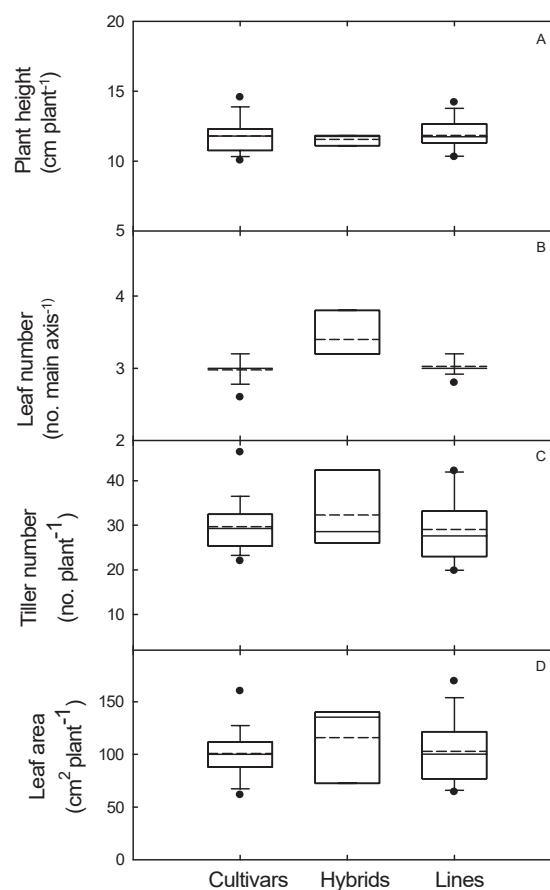 20
A
15
Plant height
(cm plant⁻¹)
10
5
B
4
Leaf number
(no. main axis⁻¹⁾
3
2
C
40
Tiller number
(no. plant⁻¹)
30
20
10
D
150
Leaf area
(cm² plant⁻¹)
100
50
0
Cultivars Hybrids Lines